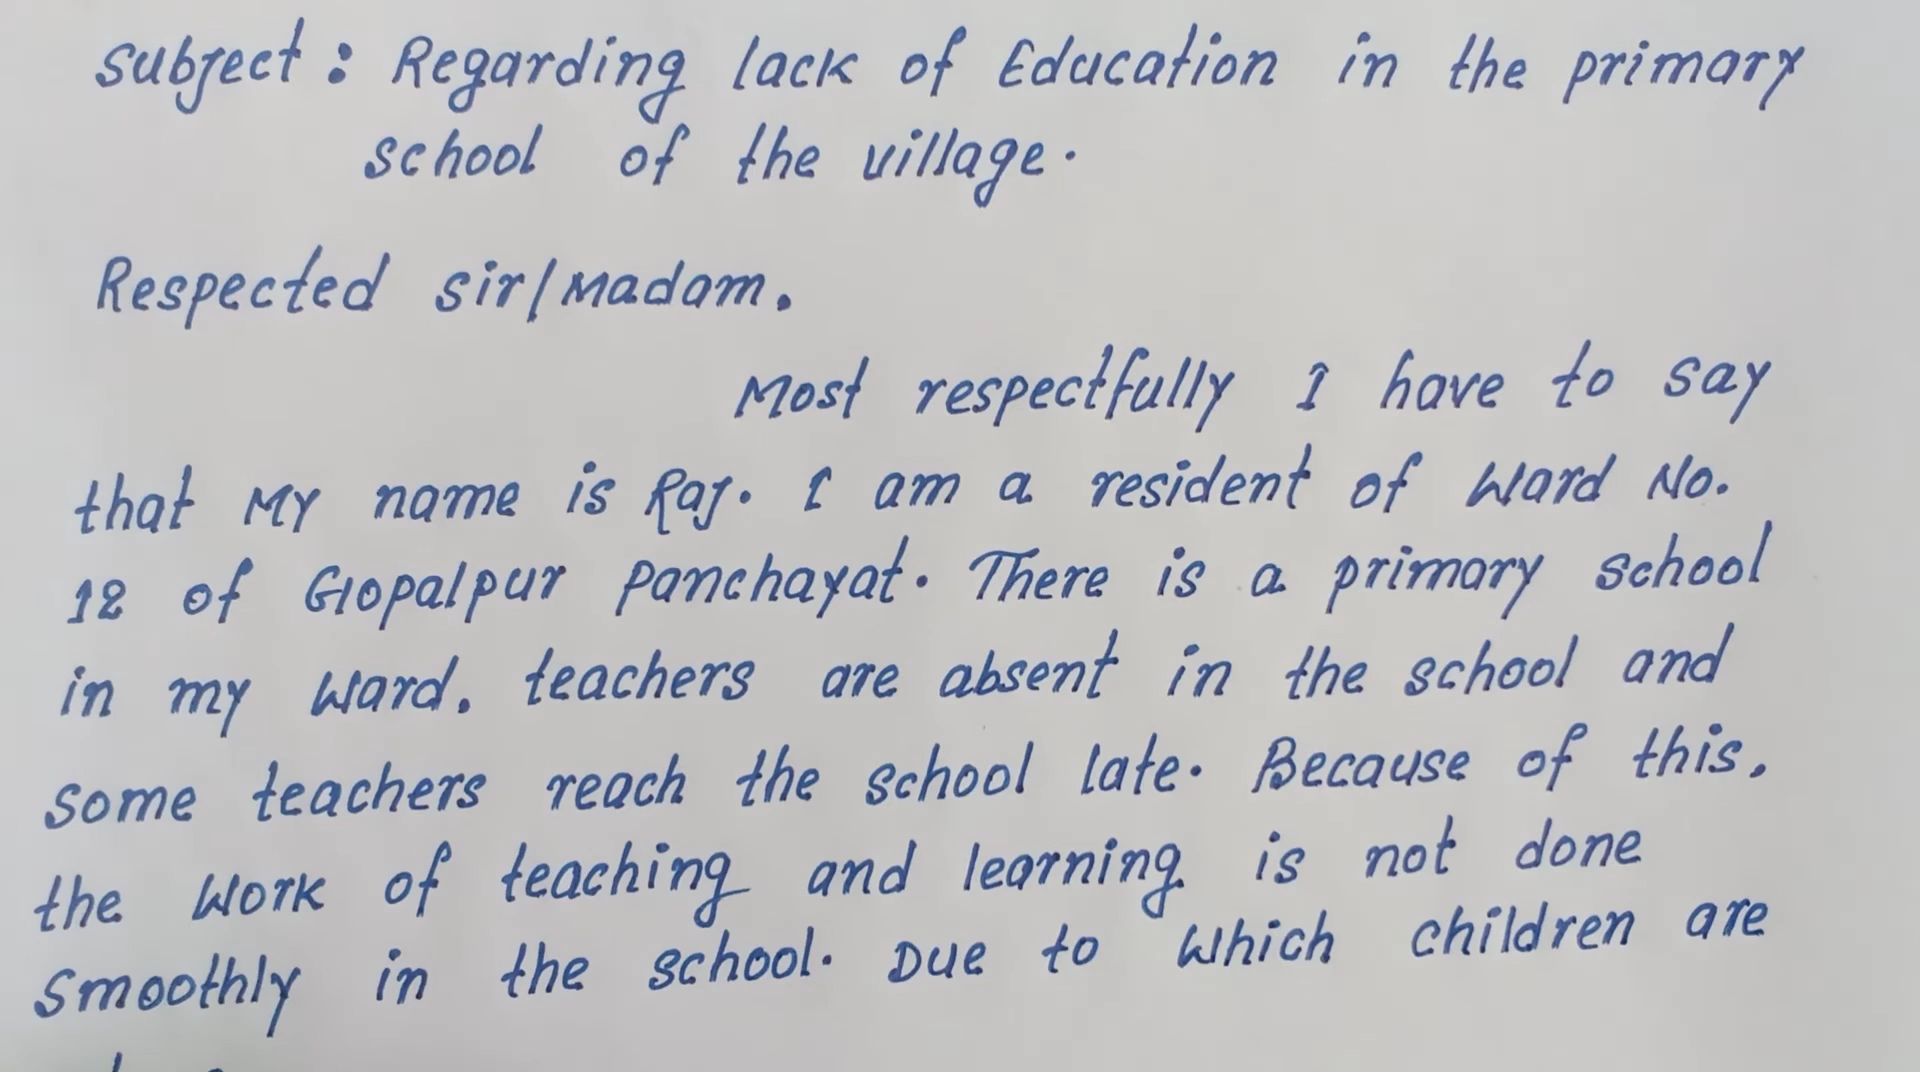 Subject : Regarding lack of Education in the primary
school of the village.
Respected sir/Madam.
Most respectfully I have to say
that My name is Raj. I am a resident of Ward No.
12 of Gopalpur Panchayat. There is a primary school
in my ward. teachers are absent in the school and
some teachers reach the school late. Because of this,
the Work of teaching and learning is not done
Smoothly in the school. Due to Which children are